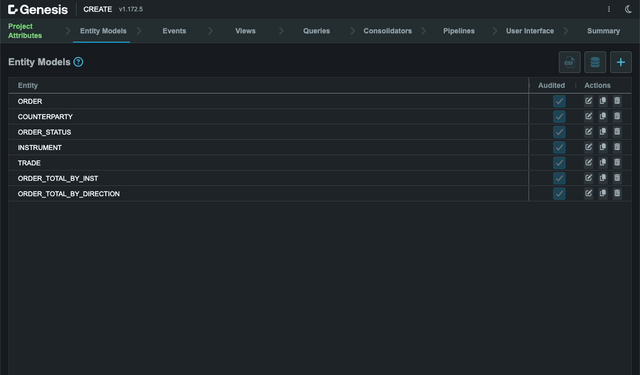 Genesis CREATE v1.172.5
Project Attributes Entity Models Events Views Queries Consolidators Pipelines User Interface Summary
Entity Models ?
Entity Audited Actions
ORDER
COUNTERPARTY
ORDER_STATUS
INSTRUMENT
TRADE
ORDER_TOTAL_BY_INST
ORDER_TOTAL_BY_DIRECTION